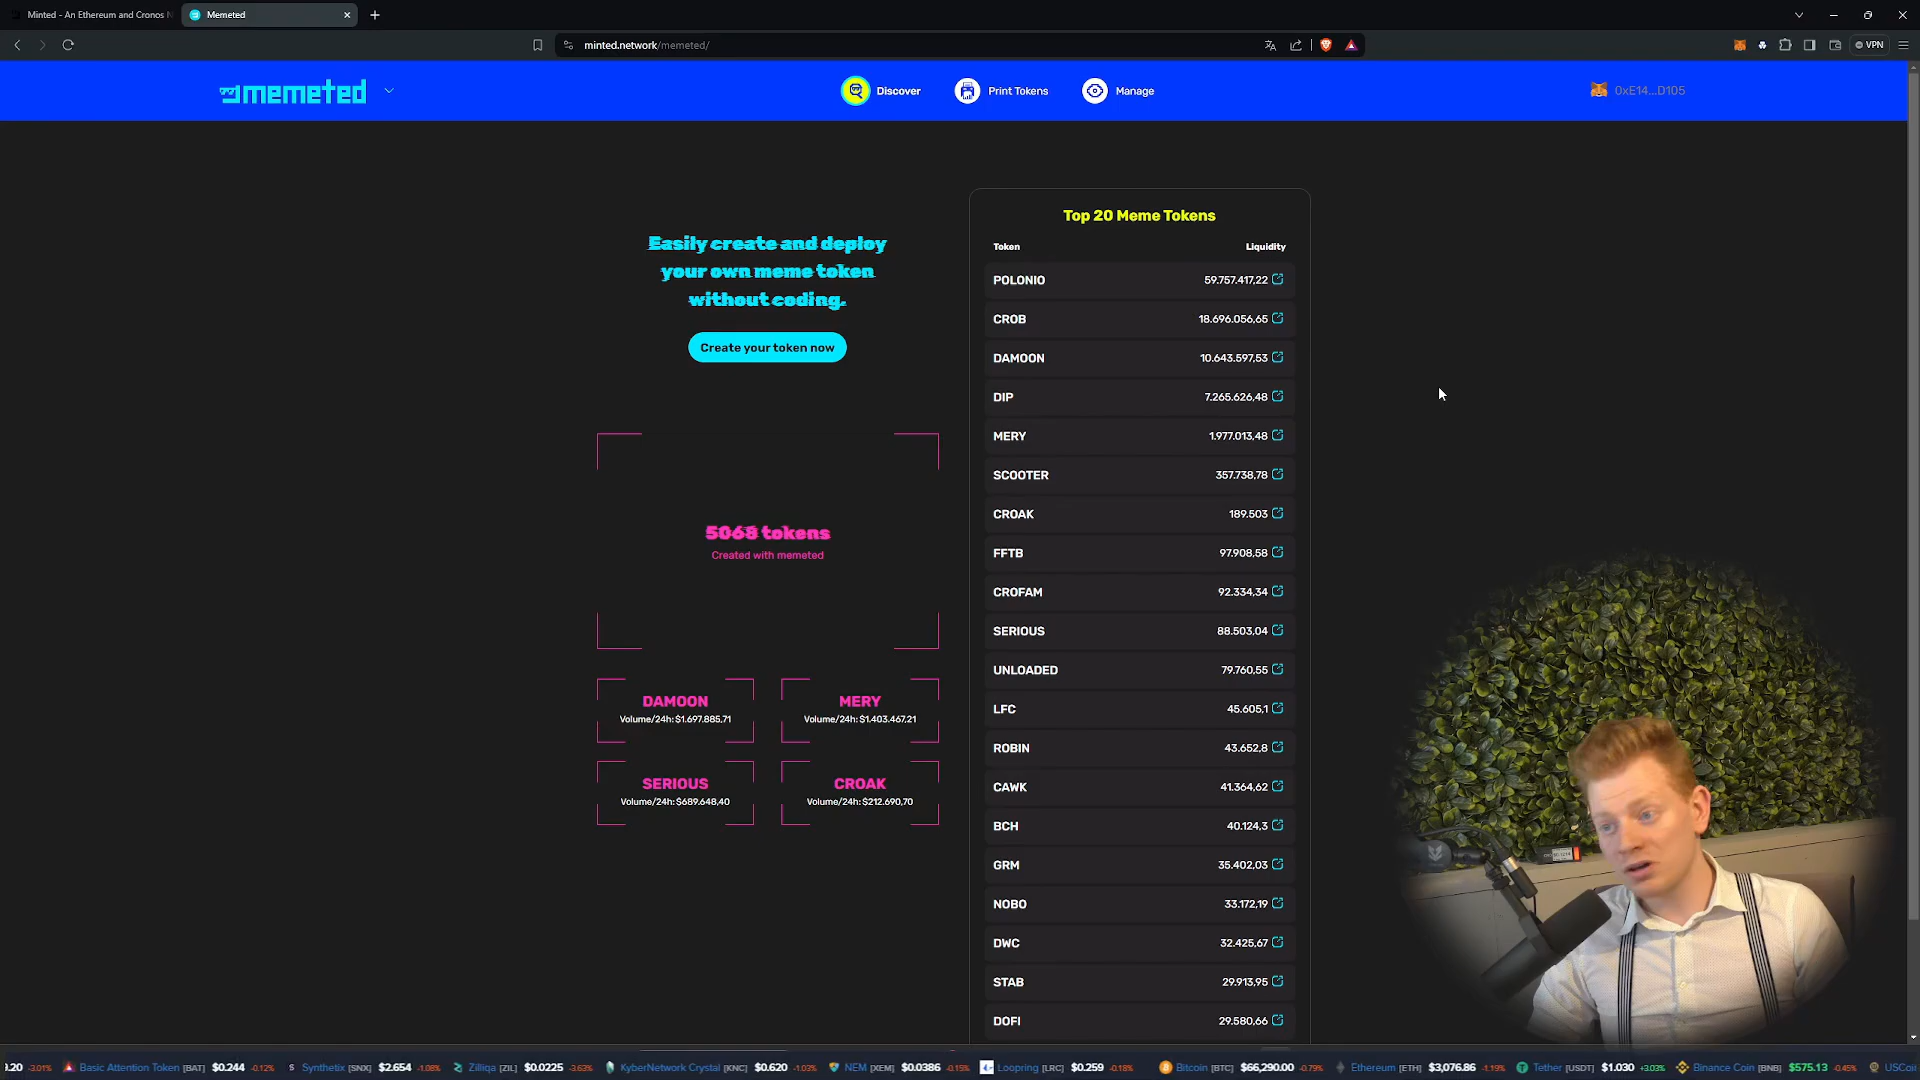 Minted - An Ethereum and Cronos N
Memeted
minted.network/memeted/
VPN
memeted
Discover
Print Tokens
Manage
0xE14...D105
Easily create and deploy
your own meme token
without coding.
Create your token now
5068 tokens
Created with memeted
DAMOON
Volume/24h: $1.697.885,71
MERY
Volume/24h: $1.403.467,21
SERIOUS
Volume/24h: $689.648,40
CROAK
Volume/24h: $212.690,70
Top 20 Meme Tokens
Token Liquidity
POLONIO 59.757.417,22
CROB 18.696.056,65
DAMOON 10.643.597,53
DIP 7.265.626,48
MERY 1.977.013,48
SCOOTER 357.738,78
CROAK 189.503
FFTB 97.908,58
CROFAM 92.334,34
SERIOUS 88.503,04
UNLOADED 79.760,55
LFC 45.605,1
ROBIN 43.652,8
CAWK 41.364,62
BCH 40.124,3
GRM 35.402,03
NOBO 33.172,19
DWC 32.425,67
STAB 29.913,95
DOFI 29.580,66
9.20 -3.01% Basic Attention Token [BAT] $0.244 -0.12% Synthetix [SNX] $2.654 -1.08% Zilliqa [ZIL] $0.0225 -3.63% KyberNetwork Crystal [KNC] $0.620 -1.03% NEM [XEM] $0.0386 -0.15% Loopring [LRC] $0.259 -0.18% Bitcoin [BTC] $66,290.00 -0.79% Ethereum [ETH] $3,076.86 -1.19% Tether [USDT] $1.030 +3.03% Binance Coin [BNB] $575.13 -0.45% USCoi